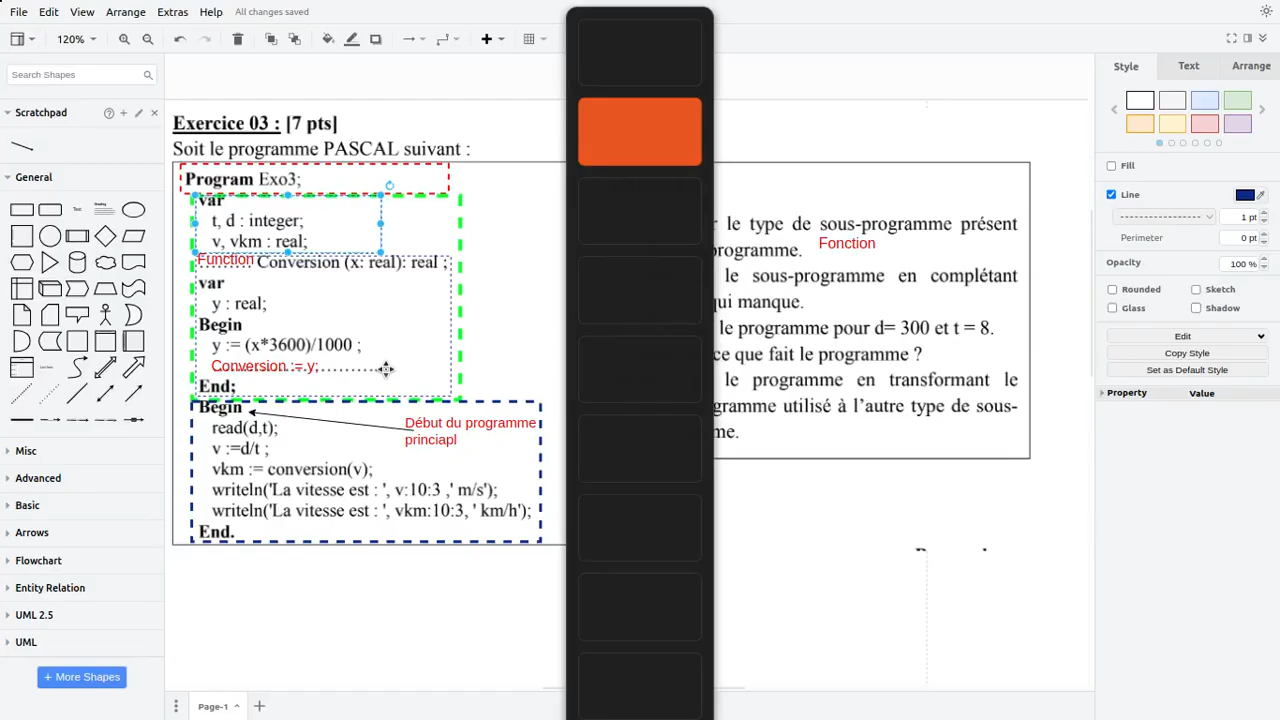 File Edit View Arrange Extras Help All changes saved
120%
Search Shapes
Scratchpad
General
Misc
Advanced
Basic
Arrows
Flowchart
Entity Relation
UML 2.5
UML
+ More Shapes
Exercice 03 : [7 pts]
Soit le programme PASCAL suivant :
Program Exo3;
var
t, d : integer;
v, vkm : real;
Function Conversion (x: real): real ;
var
y : real;
Begin
y := (x*3600)/1000 ;
Conversion := y;
End;
Begin
read(d,t);
v :=d/t ;
vkm := conversion(v);
writeln('La vitesse est : ', v:10:3 ,' m/s');
writeln('La vitesse est : ', vkm:10:3, ' km/h');
End.
Début du programme
princiapl
r le type de sous-programme présent
programme. Fonction
le sous-programme en complétant
qui manque.
le programme pour d= 300 et t = 8.
ce que fait le programme ?
le programme en transformant le
gramme utilisé à l'autre type de sous-
me.
Page-1
Style Text Arrange
Fill
Line 1 pt
Perimeter 0 pt
Opacity 100 %
Rounded Sketch
Glass Shadow
Edit
Copy Style
Set as Default Style
Property Value